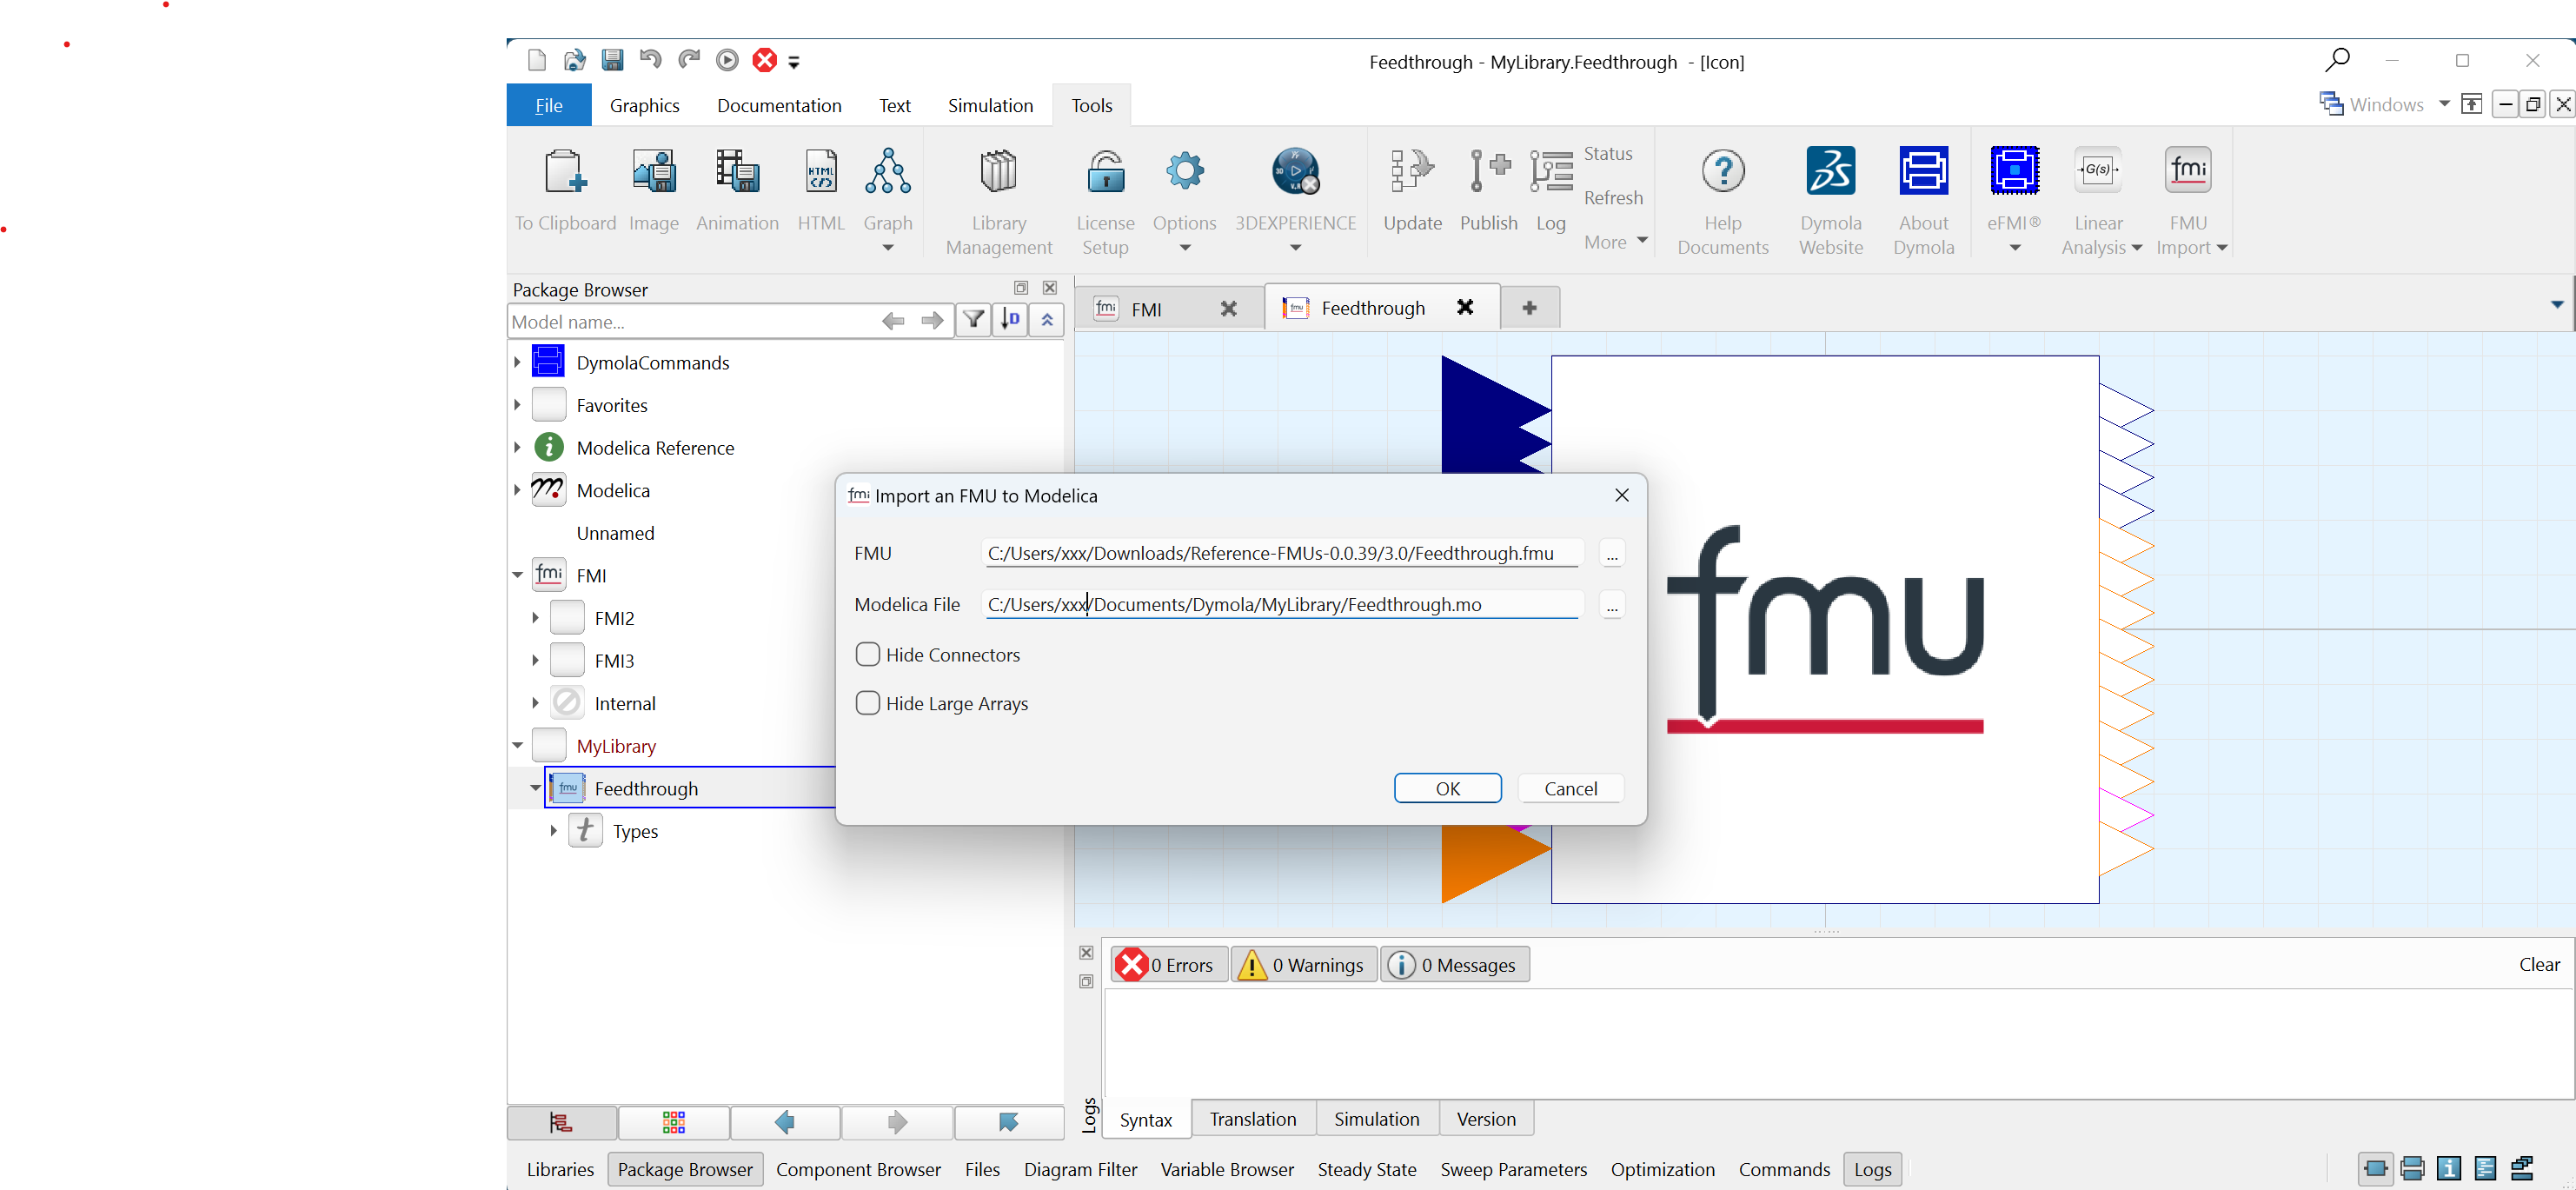 Feedthrough - MyLibrary.Feedthrough - [Icon]
File Graphics Documentation Text Simulation Tools
Windows
To Clipboard
Image
Animation
HTML
Graph
Library Management
License Setup
Options
3DEXPERIENCE
Update
Publish
Log
Status
Refresh
More
Help Documents
Dymola Website
About Dymola
eFMI®
Linear Analysis
FMU Import
HTML
G(s)
fmi
Package Browser
Model name...
FMI
Feedthrough
DymolaCommands
Favorites
Modelica Reference
Modelica
Unnamed
fmi FMI
FMI2
FMI3
Internal
MyLibrary
fmu Feedthrough
t Types
fmi Import an FMU to Modelica
FMU C:/Users/xxx/Downloads/Reference-FMUs-0.0.39/3.0/Feedthrough.fmu ...
Modelica File C:/Users/xxx/Documents/Dymola/MyLibrary/Feedthrough.mo ...
Hide Connectors
Hide Large Arrays
OK Cancel
fmu
0 Errors 0 Warnings 0 Messages Clear
Logs
Syntax Translation Simulation Version
Libraries Package Browser Component Browser Files Diagram Filter Variable Browser Steady State Sweep Parameters Optimization Commands Logs